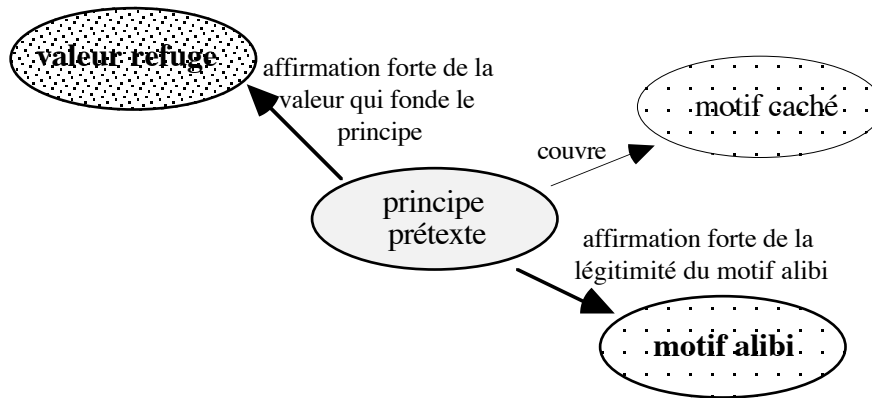 valeur refuge
affirmation forte de la
valeur qui fonde le
principe
motif caché
couvre
principe
prétexte
affirmation forte de la
légitimité du motif alibi
motif alibi